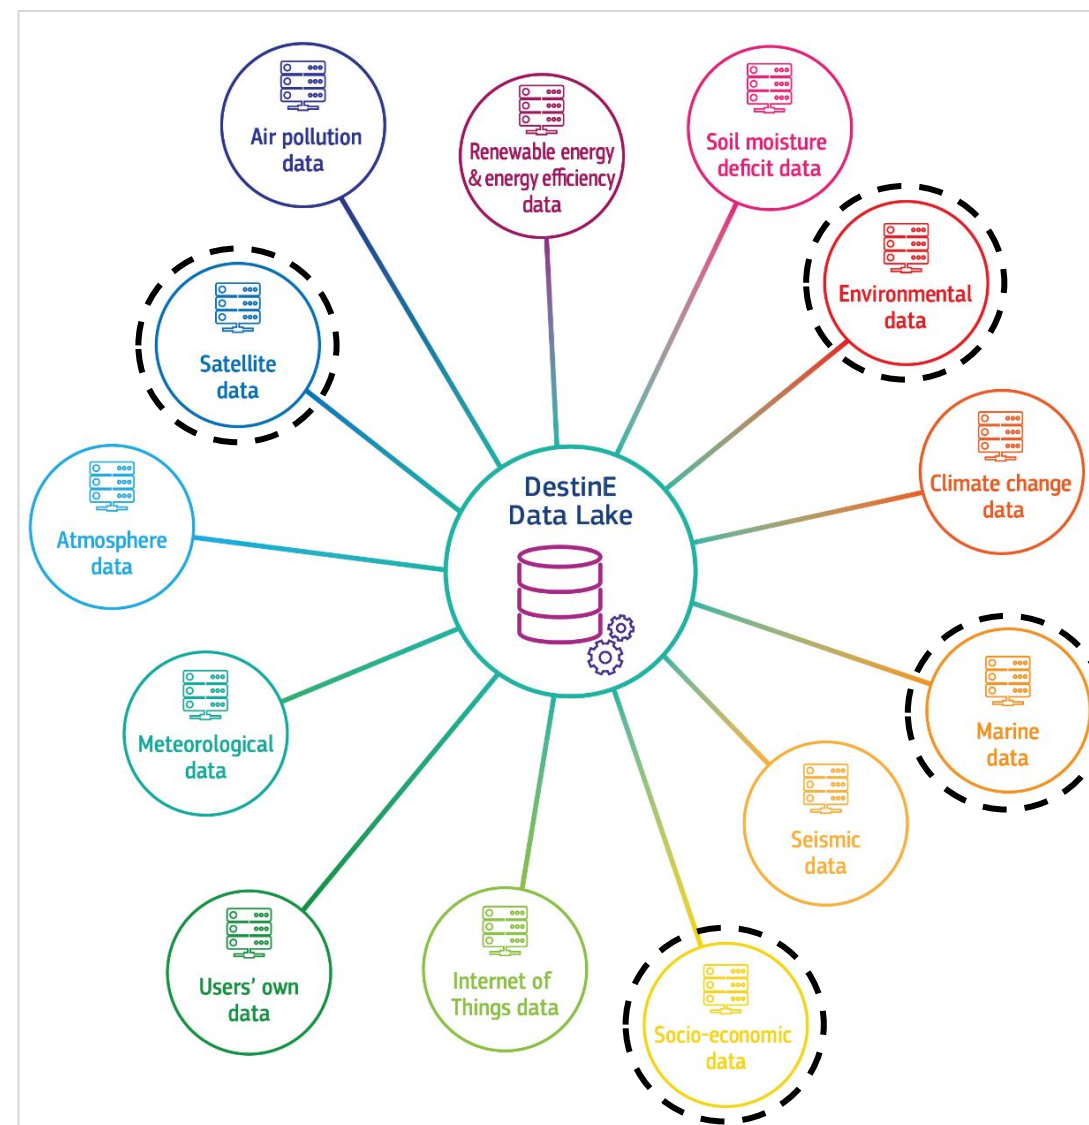 Air pollution
data
Renewable energy
& energy efficiency
data
Soil moisture
deficit data
Environmental
data
Satellite
data
Climate change
data
DestinE
Data Lake
Atmosphere
data
Marine
data
Meteorological
data
Seismic
data
Users’ own
data
Internet of
Things data
Socio-economic
data